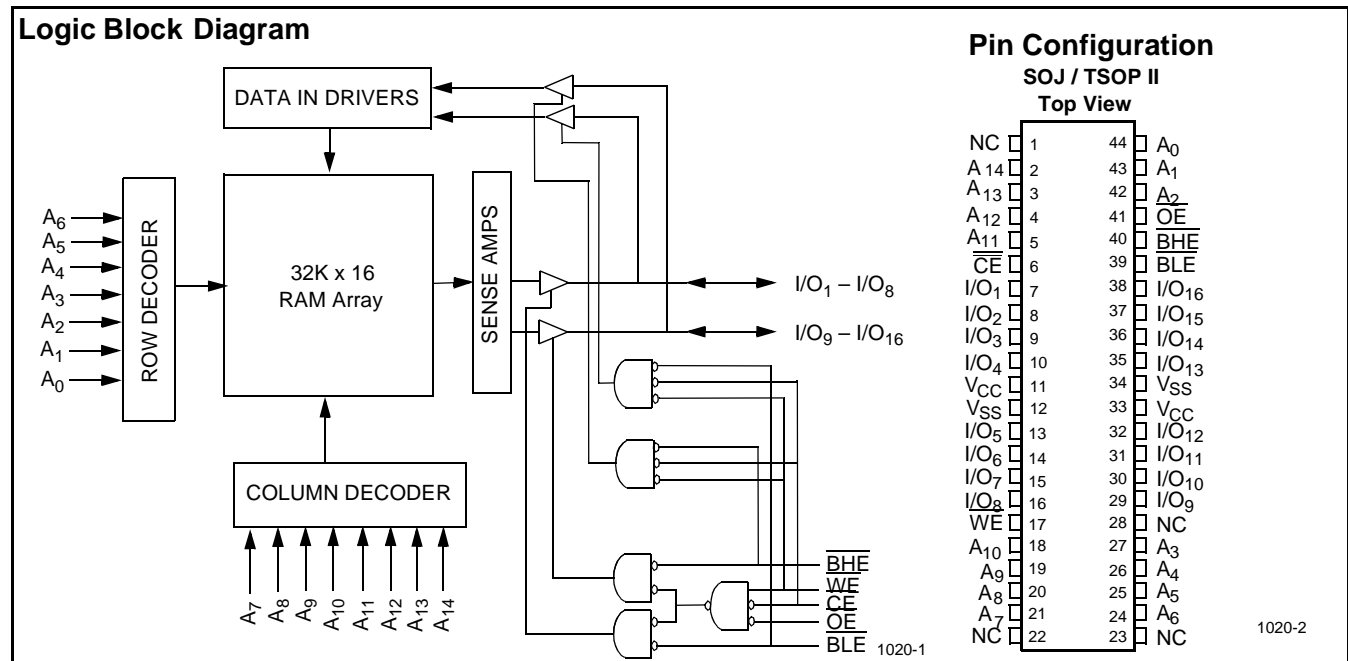 Logic Block Diagram
DATA IN DRIVERS
A6
A5
A4
A3
A2
A1
A0
ROW DECODER
32K x 16
RAM Array
SENSE AMPS
I/O1 – I/O8
I/O9 – I/O16
COLUMN DECODER
A7
A8
A9
A10
A11
A12
A13
A14
BHE
WE
CE
OE
BLE
1020-1
Pin Configuration
SOJ / TSOP II
Top View
NC 1 44 A0
A14 2 43 A1
A13 3 42 A2
A12 4 41 OE
A11 5 40 BHE
CE 6 39 BLE
I/O1 7 38 I/O16
I/O2 8 37 I/O15
I/O3 9 36 I/O14
I/O4 10 35 I/O13
VCC 11 34 VSS
VSS 12 33 VCC
I/O5 13 32 I/O12
I/O6 14 31 I/O11
I/O7 15 30 I/O10
I/O8 16 29 I/O9
WE 17 28 NC
A10 18 27 A3
A9 19 26 A4
A8 20 25 A5
A7 21 24 A6
NC 22 23 NC
1020-2